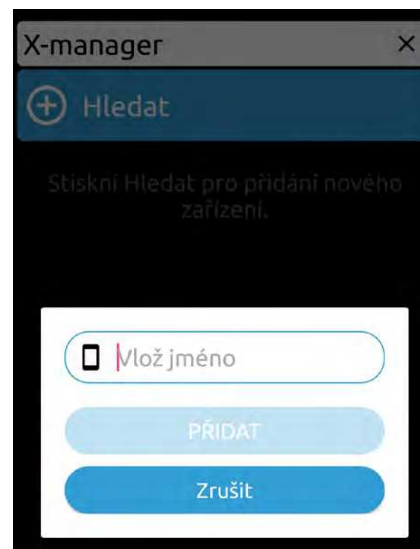 X-manager
Hledat
Stiskni Hledat pro přidání nového
zařízení.
Vlož jméno
PŘIDAT
Zrušit